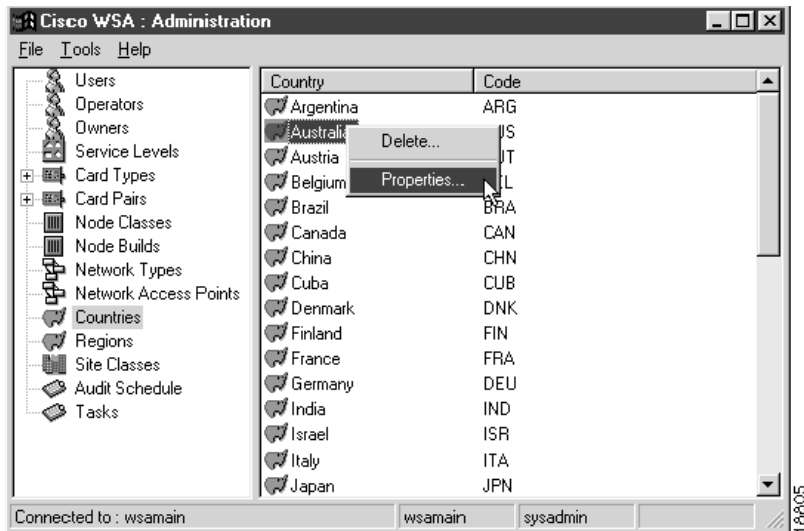 Cisco WSA : Administration
File Tools Help
Users
Operators
Owners
Service Levels
Card Types
Card Pairs
Node Classes
Node Builds
Network Types
Network Access Points
Countries
Regions
Site Classes
Audit Schedule
Tasks
Country Code
Argentina ARG
Australia
Austria
Belgium
Brazil BRA
Canada CAN
China CHN
Cuba CUB
Denmark DNK
Finland FIN
France FRA
Germany DEU
India IND
Israel ISR
Italy ITA
Japan JPN
Delete...
Properties...
Connected to : wsamain wsamain sysadmin
18805